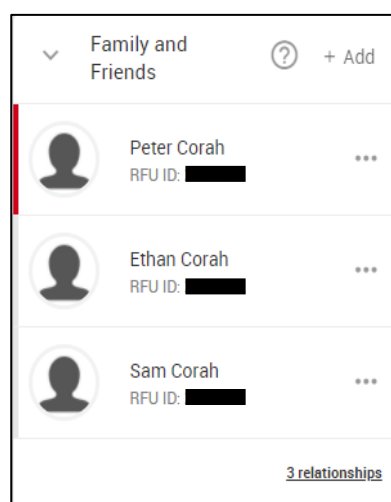 Family and
Friends
? + Add
Peter Corah
RFU ID:
Ethan Corah
RFU ID:
Sam Corah
RFU ID:
3 relationships